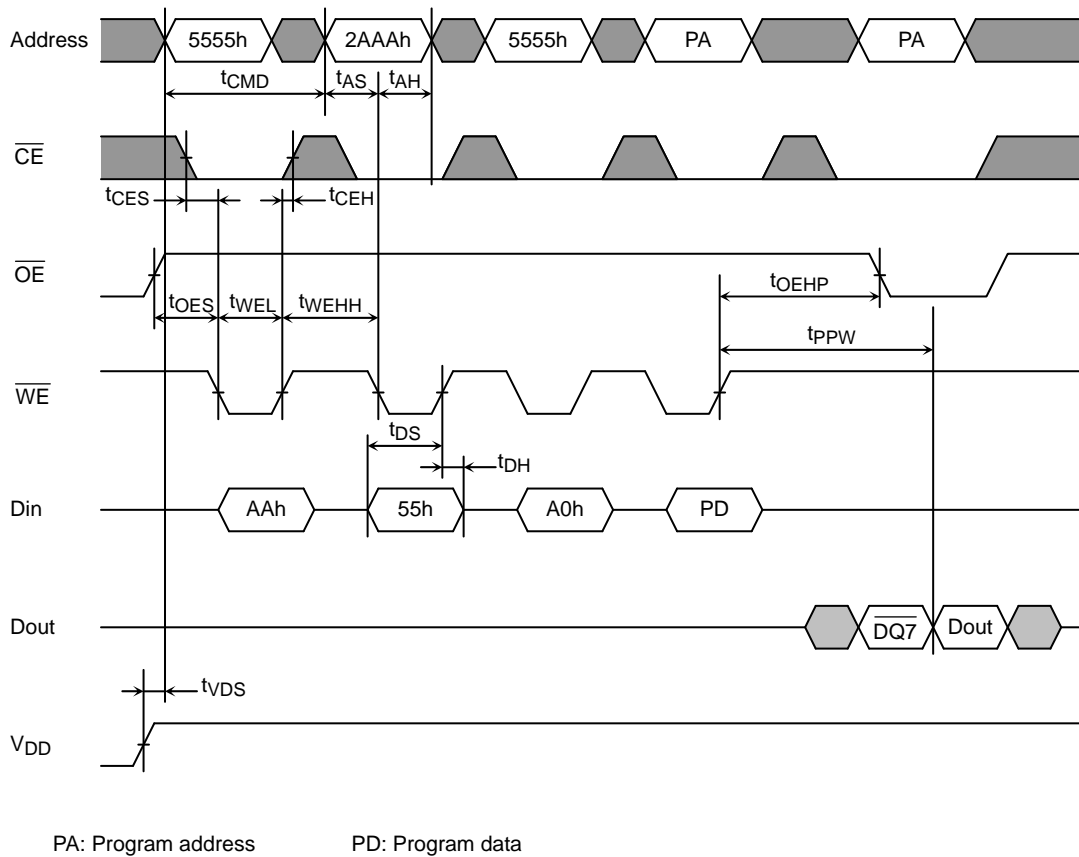 Address 5555h 2AAAh 5555h PA PA
tCMD tAS tAH
CE
tCES tCEH
OE
tOES tWEL tWEHH tOEHP
tPPW
WE
tDS
tDH
Din AAh 55h A0h PD
Dout DQ7 Dout
tVDS
VDD
PA: Program address PD: Program data